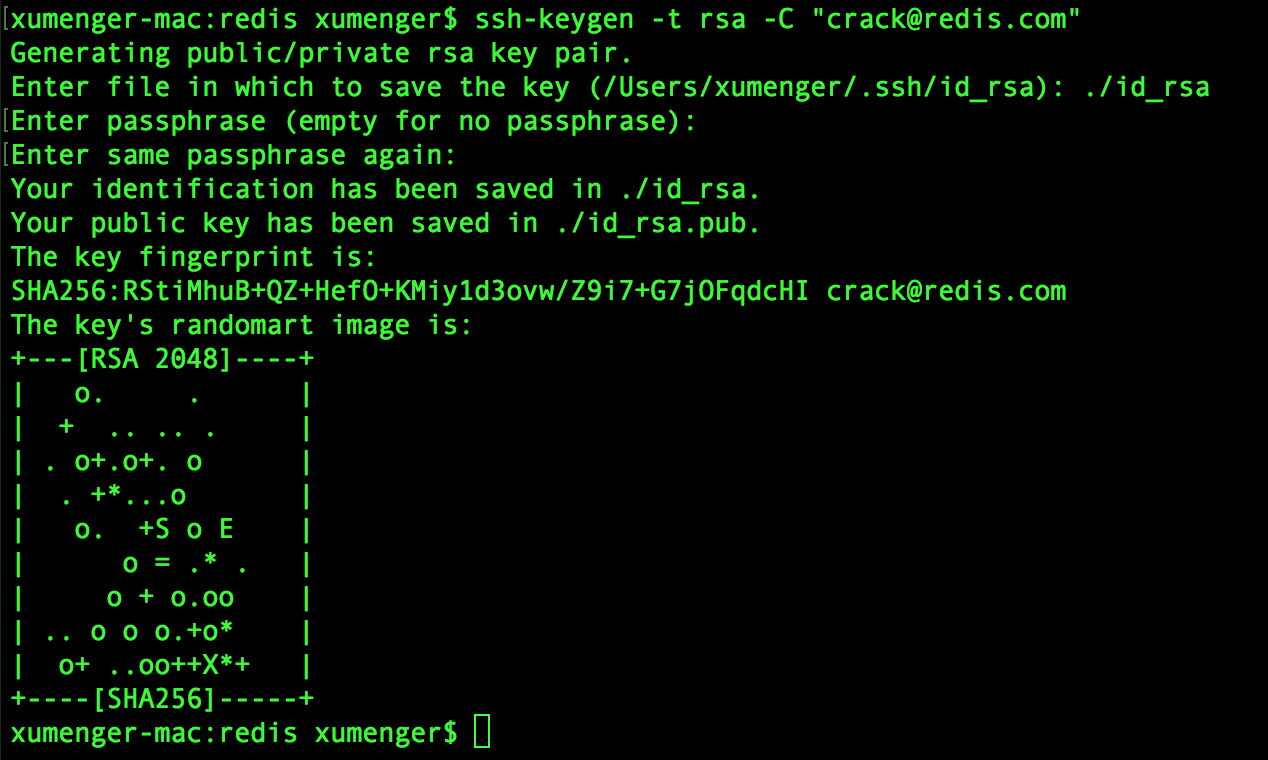 xumenger-mac:redis xumenger$ ssh-keygen -t rsa -C "crack@redis.com"
Generating public/private rsa key pair.
Enter file in which to save the key (/Users/xumenger/.ssh/id_rsa): ./id_rsa
Enter passphrase (empty for no passphrase):
Enter same passphrase again:
Your identification has been saved in ./id_rsa.
Your public key has been saved in ./id_rsa.pub.
The key fingerprint is:
SHA256:RStiMhuB+QZ+HefO+KMiy1d3ovw/Z9i7+G7jOFqdcHI crack@redis.com
The key's randomart image is:
+---[RSA 2048]----+
|   o.     .      |
|  +  .. .. .     |
| . o+.o+. o      |
|  . +*...o       |
|   o.  +S o E    |
|      o = .* .   |
|     o + o.oo    |
| .. o o o.+o*    |
|  o+ ..oo++X*+   |
+----[SHA256]-----+
xumenger-mac:redis xumenger$